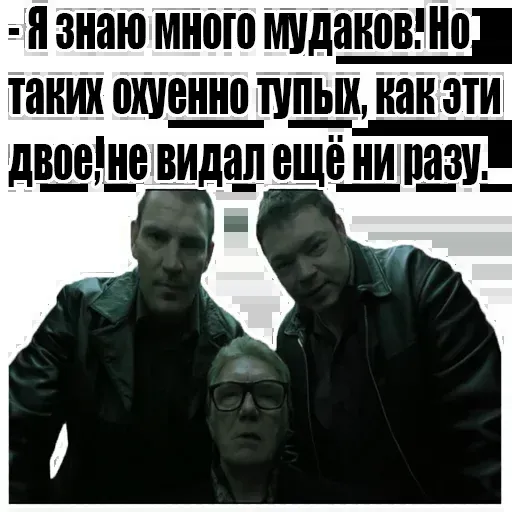 - Я знаю много мудаков! Но
таких охуенно тупых, как эти
двое, не видал ещё ни разу.